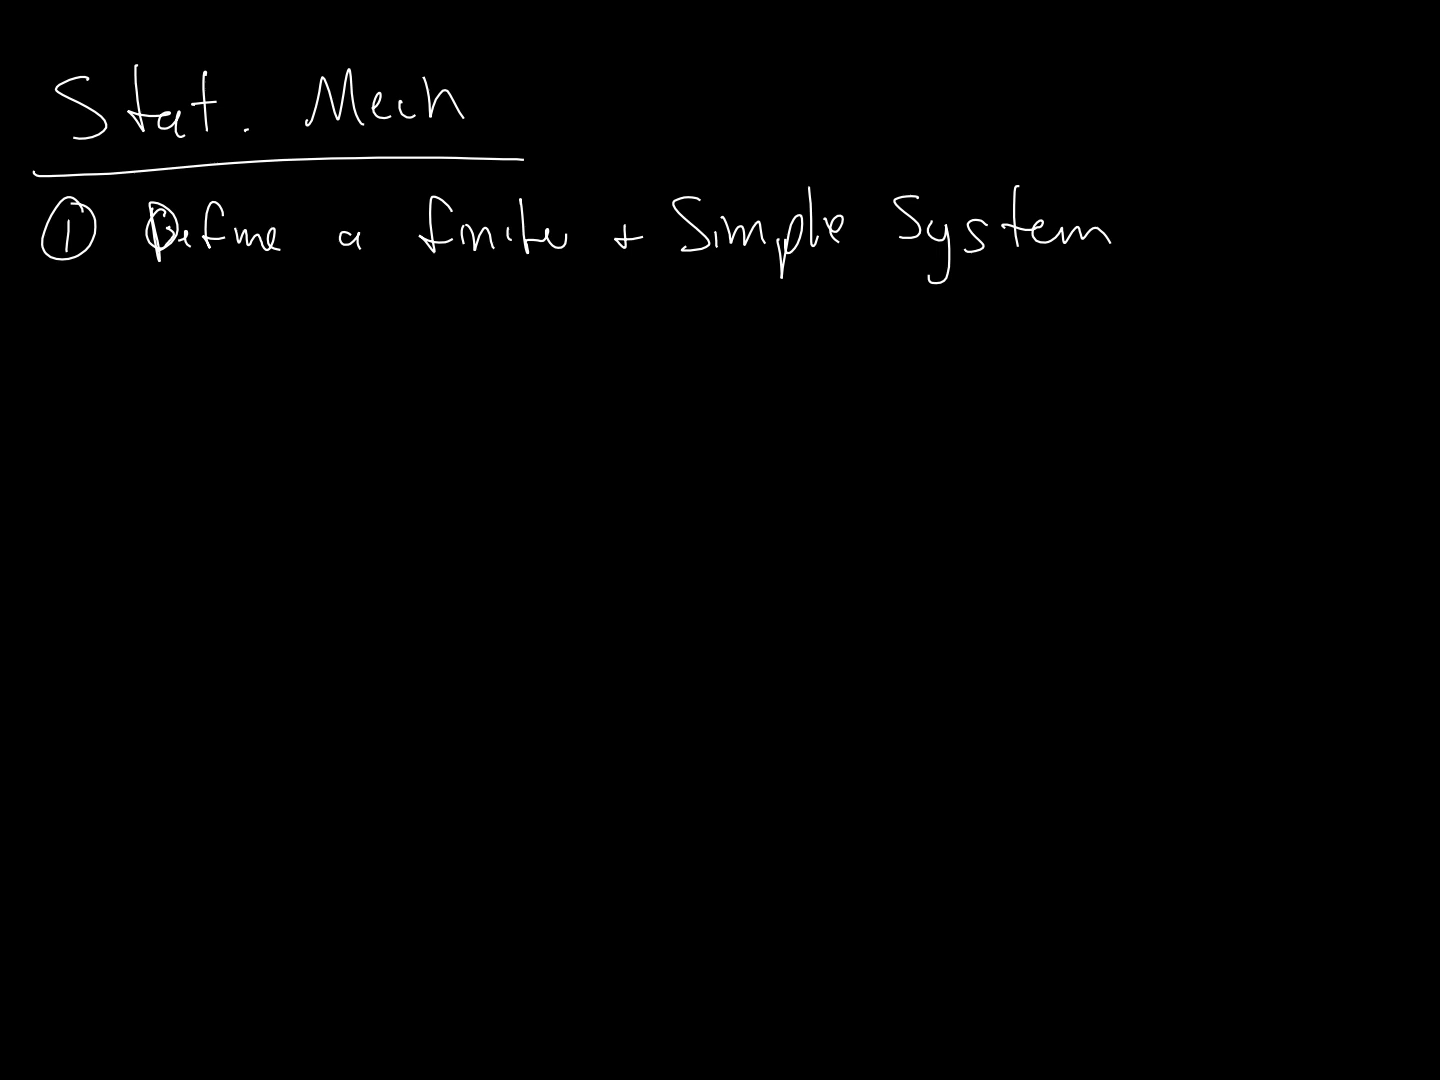 Stat. Mech
① Define a finite + Simple System